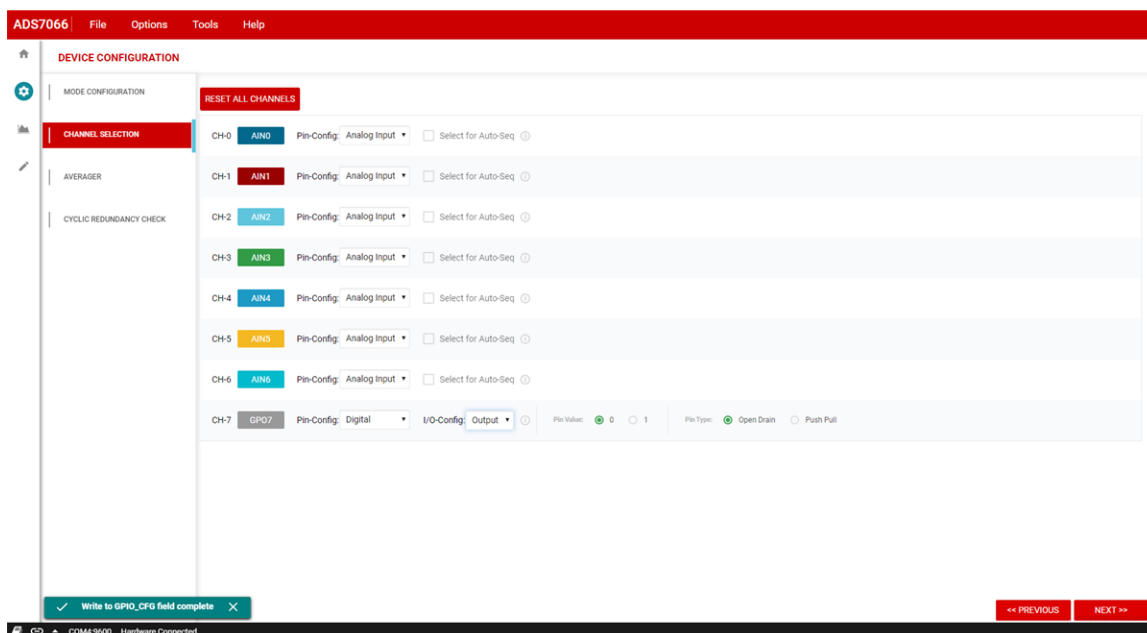 ADS7066 File Options Tools Help
DEVICE CONFIGURATION
MODE CONFIGURATION
CHANNEL SELECTION
AVERAGER
CYCLIC REDUNDANCY CHECK
RESET ALL CHANNELS
CH-0 AIN0 Pin-Config: Analog Input Select for Auto-Seq
CH-1 AIN1 Pin-Config: Analog Input Select for Auto-Seq
CH-2 AIN2 Pin-Config: Analog Input Select for Auto-Seq
CH-3 AIN3 Pin-Config: Analog Input Select for Auto-Seq
CH-4 AIN4 Pin-Config: Analog Input Select for Auto-Seq
CH-5 AIN5 Pin-Config: Analog Input Select for Auto-Seq
CH-6 AIN6 Pin-Config: Analog Input Select for Auto-Seq
CH-7 GPO7 Pin-Config: Digital I/O-Config: Output Pin Value: 0 1 Pin Type: Open Drain Push Pull
Write to GPIO_CFG field complete
<< PREVIOUS NEXT >>
COM4:9600 Hardware Connected